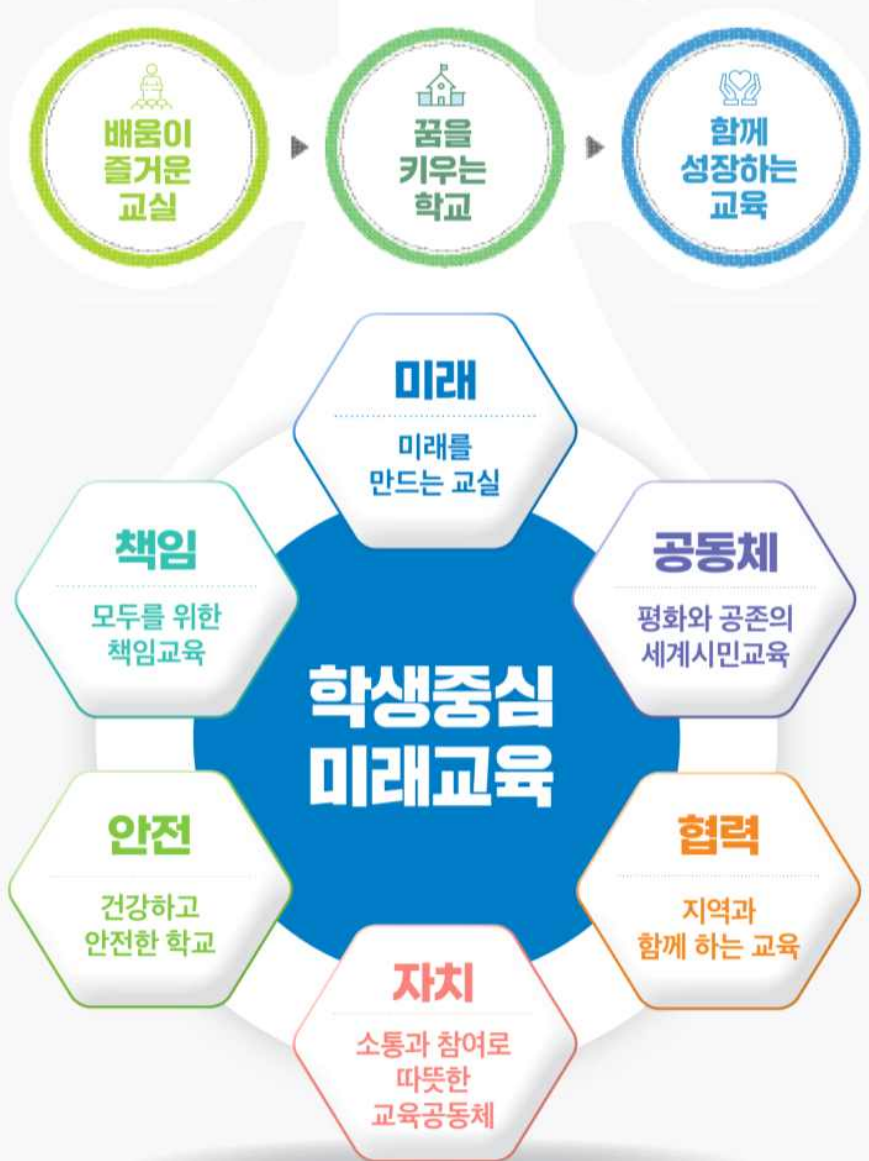 배움이
즐거운
교실
꿈을
키우는
학교
함께
성장하는
교육
미래
미래를
만드는 교실
책임
모두를 위한
책임교육
공동체
평화와 공존의
세계시민교육
학생중심
미래교육
안전
건강하고
안전한 학교
협력
지역과
함께 하는 교육
자치
소통과 참여로
따뜻한
교육공동체